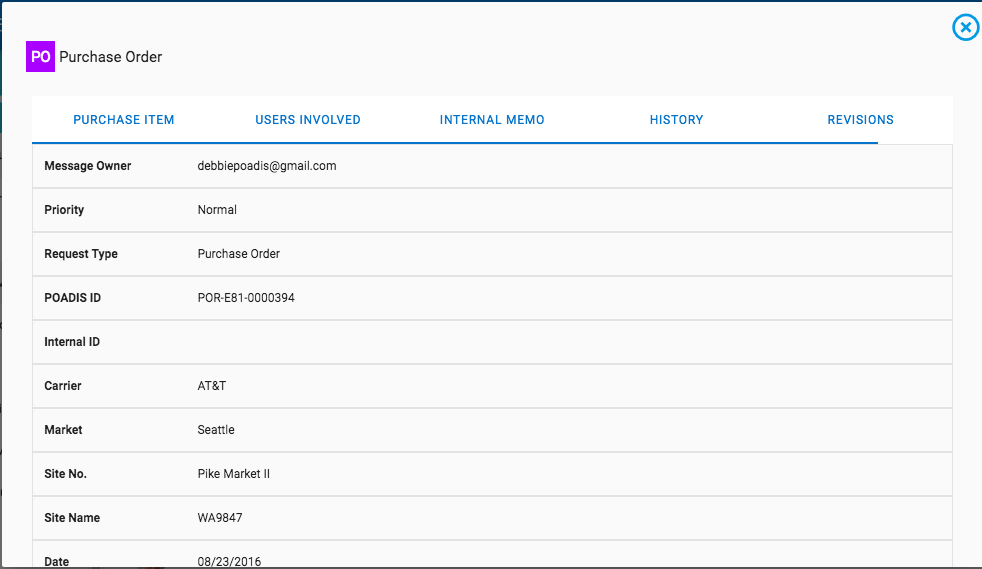 PO Purchase Order
PURCHASE ITEM USERS INVOLVED INTERNAL MEMO HISTORY REVISIONS
Message Owner debbiepoadis@gmail.com
Priority Normal
Request Type Purchase Order
POADIS ID POR-E81-0000394
Internal ID
Carrier AT&T
Market Seattle
Site No. Pike Market II
Site Name WA9847
Date 08/23/2016